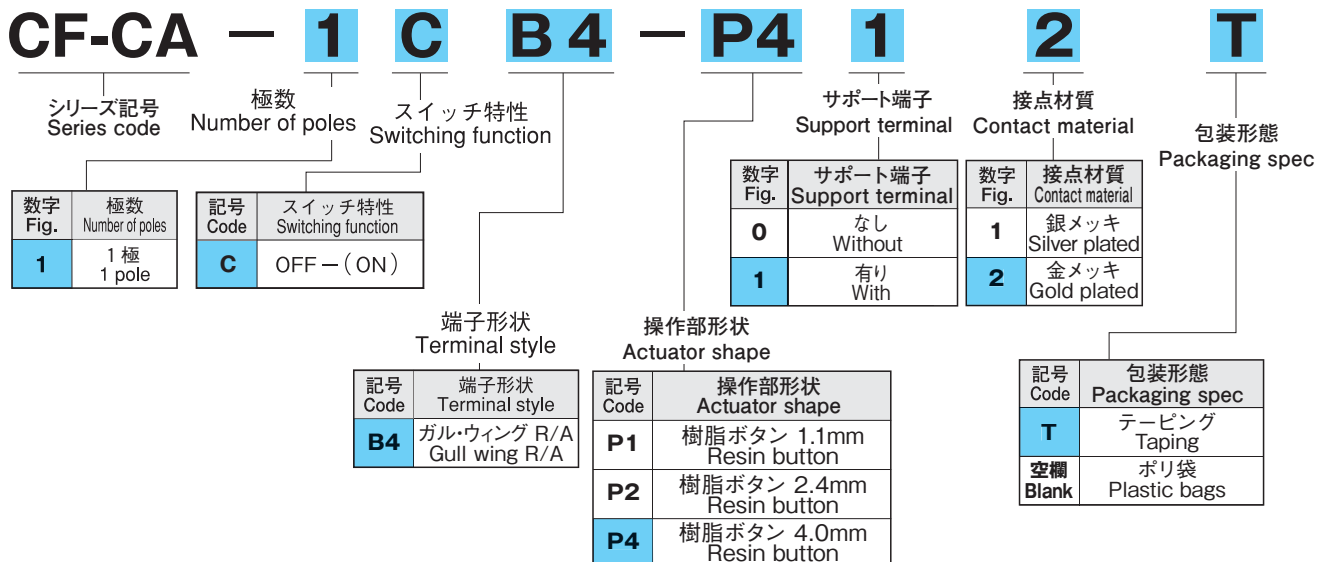 CF-CA — 1 C B4 — P4 1 2 T
シリーズ記号
Series code
極数
Number of poles
スイッチ特性
Switching function
サポート端子
Support terminal
接点材質
Contact material
包装形態
Packaging spec
数字 極数
Fig. Number of poles
1 1 極
1 pole
記号 スイッチ特性
Code Switching function
C OFF—(ON)
数字 サポート端子
Fig. Support terminal
0 なし
Without
1 有り
With
数字 接点材質
Fig. Contact material
1 銀メッキ
Silver plated
2 金メッキ
Gold plated
端子形状
Terminal style
記号 端子形状
Code Terminal style
B4 ガル・ウィング R/A
Gull wing R/A
操作部形状
Actuator shape
記号 操作部形状
Code Actuator shape
P1 樹脂ボタン 1.1mm
Resin button
P2 樹脂ボタン 2.4mm
Resin button
P4 樹脂ボタン 4.0mm
Resin button
記号 包装形態
Code Packaging spec
T テーピング
Taping
空欄 ポリ袋
Blank Plastic bags